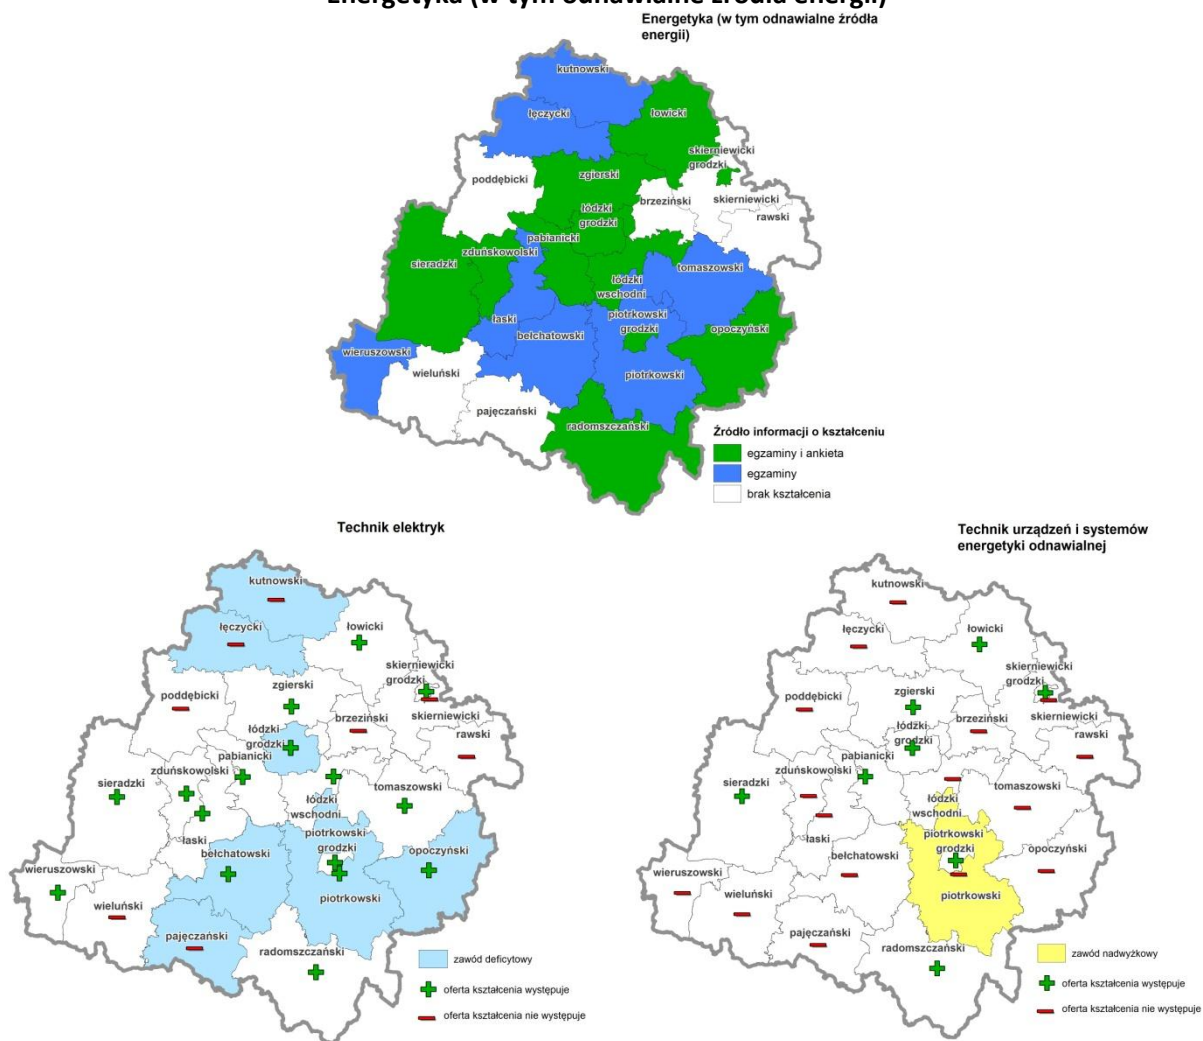 Energetyka (w tym odnawialne źródła energii)
Energetyka (w tym odnawialne źródła
energii)
kutnowski
łęczycki
łowicki
skierniewicki
grodzki
zgierski
poddębicki
brzeziński
skierniewicki
rawski
łódzki
grodzki
pabianicki
zduńskowolski
sieradzki
tomaszowski
łódzki
wschodni
łaski
piotrkowski
grodzki
opoczyński
bełchatowski
wieruszowski
wieluński
piotrkowski
pajęczański
radomszczański
Źródło informacji o kształceniu
egzaminy i ankieta
egzaminy
brak kształcenia
Technik elektryk
kutnowski
łęczycki
łowicki
skierniewicki
grodzki
zgierski
poddębicki
brzeziński
skierniewicki
rawski
łódzki
grodzki
pabianicki
zduńskowolski
sieradzki
tomaszowski
łódzki
wschodni
łaski
piotrkowski
grodzki
opoczyński
bełchatowski
wieruszowski
wieluński
piotrkowski
pajęczański
radomszczański
zawód deficytowy
oferta kształcenia występuje
oferta kształcenia nie występuje
Technik urządzeń i systemów
energetyki odnawialnej
kutnowski
łęczycki
łowicki
skierniewicki
grodzki
zgierski
poddębicki
brzeziński
skierniewicki
rawski
łódzki
grodzki
pabianicki
zduńskowolski
sieradzki
tomaszowski
łódzki
wschodni
łaski
piotrkowski
grodzki
opoczyński
bełchatowski
wieruszowski
wieluński
piotrkowski
pajęczański
radomszczański
zawód nadwyżkowy
oferta kształcenia występuje
oferta kształcenia nie występuje